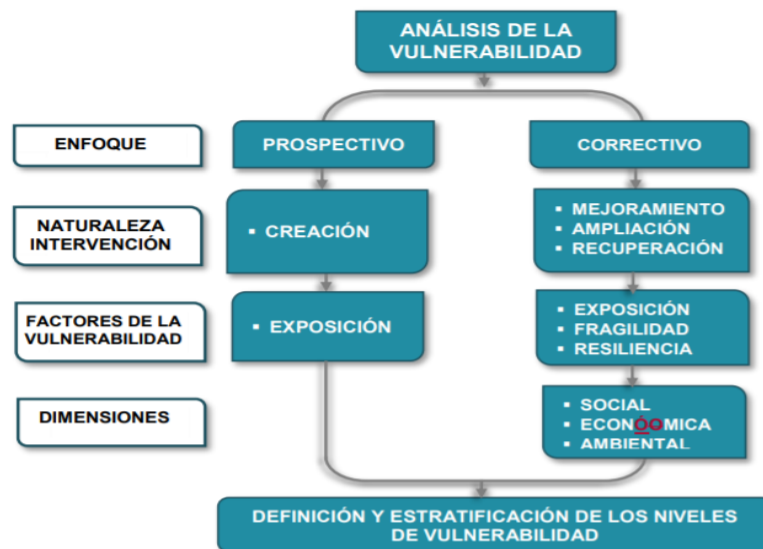 ANÁLISIS DE LA
VULNERABILIDAD
ENFOQUE
PROSPECTIVO
CORRECTIVO
NATURALEZA
INTERVENCIÓN
▪ CREACIÓN
▪ MEJORAMIENTO
▪ AMPLIACIÓN
▪ RECUPERACIÓN
FACTORES DE LA
VULNERABILIDAD
▪ EXPOSICIÓN
▪ EXPOSICIÓN
▪ FRAGILIDAD
▪ RESILIENCIA
DIMENSIONES
▪ SOCIAL
▪ ECONÓOMICA
▪ AMBIENTAL
DEFINICIÓN Y ESTRATIFICACIÓN DE LOS NIVELES
DE VULNERABILIDAD